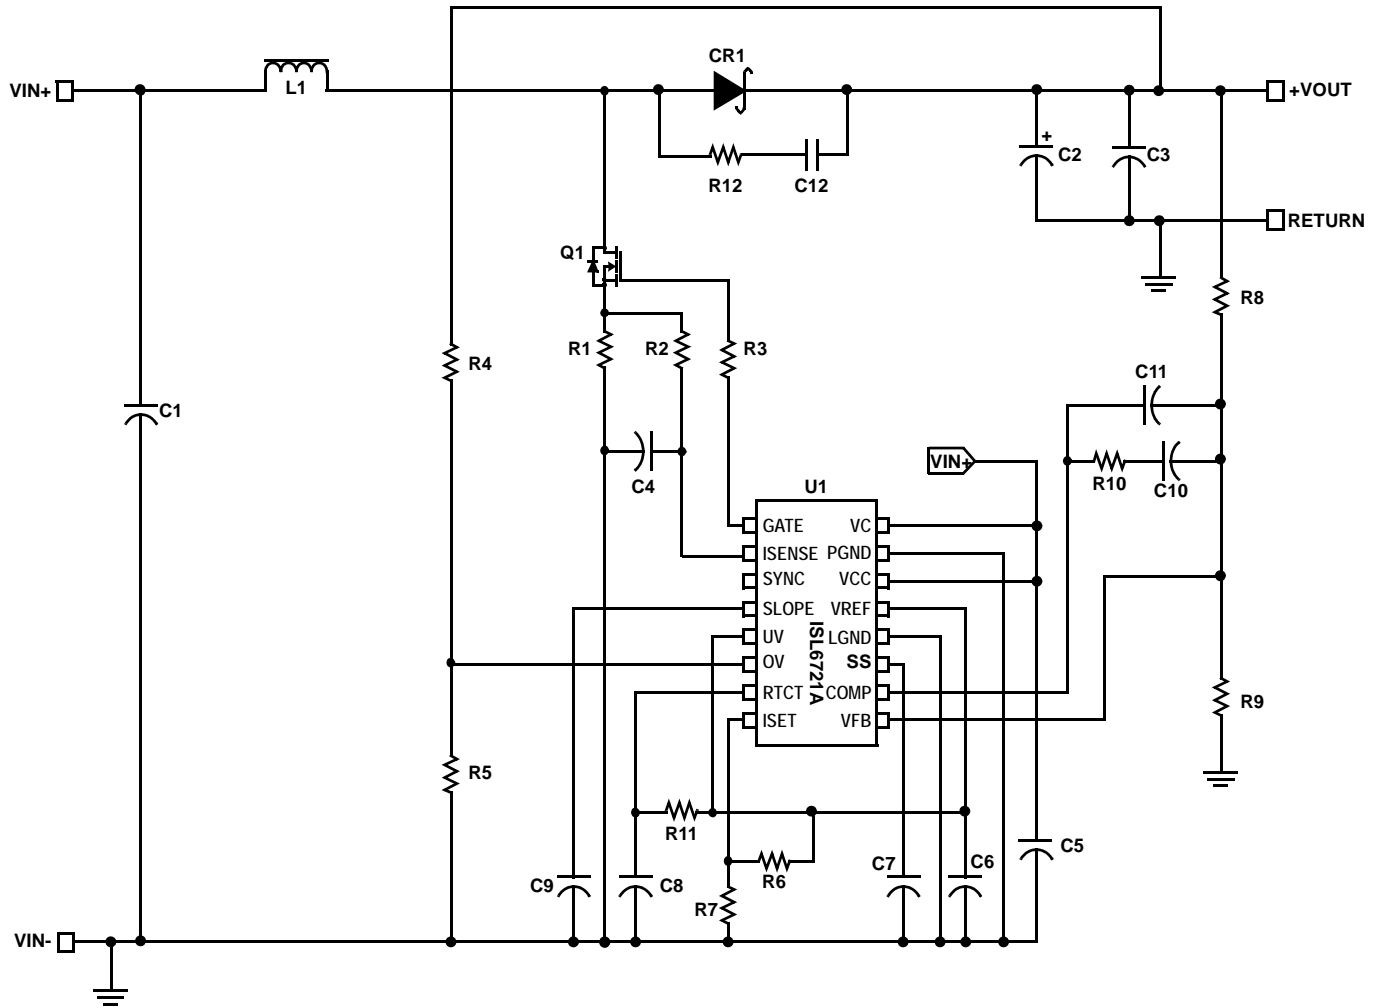 CR1
VIN+
L1
+VOUT
+
C2
C3
R12
C12
RETURN
Q1
R8
R1
R2
R3
R4
C11
C1
VIN+
R10
C10
C4
U1
GATE
VC
ISENSE
PGND
SYNC
VCC
SLOPE
VREF
UV
LGND
OV
SS
RTCT
COMP
ISET
VFB
ISL6721A
R9
R5
R11
C5
R6
C7
C6
C9
C8
R7
VIN-